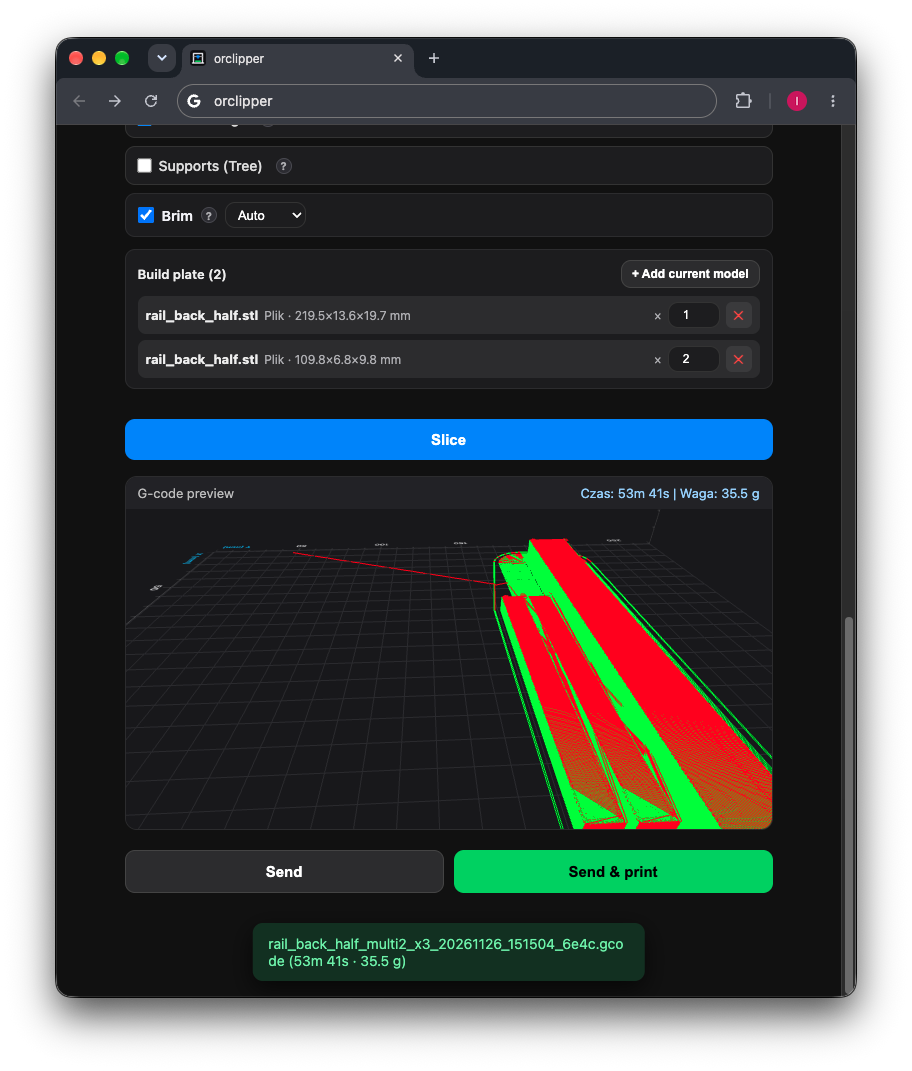 orclipper
orclipper
I
Supports (Tree) ?
Brim ? Auto
Build plate (2) + Add current model
rail_back_half.stl Plik · 219.5×13.6×19.7 mm × 1 ×
rail_back_half.stl Plik · 109.8×6.8×9.8 mm × 2 ×
Slice
G-code preview Czas: 53m 41s | Waga: 35.5 g
Send Send & print
rail_back_half_multi2_x3_20261126_151504_6e4c.gco
de (53m 41s · 35.5 g)